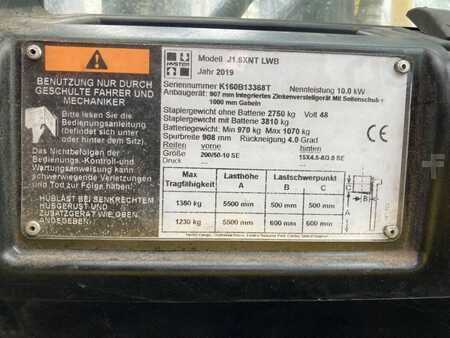 BENUTZUNG NUR DURCH
GESCHULTE FAHRER UND
MECHANIKER
Bitte lesen Sie die
Bedienungsanleitung
(befindet sich hinter
oder unter dem Sitz).
Das Nichtbefolgen der
Bedienungs-, Kontroll- und
Wartungsanweisung kann
schwerwiegende Verletzungen
und Tod zur Folge haben!
HUBLAST BEI SENKRECHTEM
HUBGERÜST UND
ZUSATZGERÄT WIE OBEN
ANGEGEBEN!
HYSTER
Modell J1.6XNT LWB
Jahr 2019
Seriennummer K160B13368T Nennleistung 10.0 kW
Anbaugerät: 907 mm Integriertes Zinkenverstellgerät Mit Seitenschub +
1000 mm Gabeln
Staplergewicht ohne Batterie 2750 kg Volt 48
Staplergewicht mit Batterie 3810 kg
Batteriegewicht: Min 970 kg Max 1070 kg
Spurweite 908 mm Rückneigung 4.0 Grad
Reifen vorne hinten
Größe 200/50-10 SE 15X4.5-8/3.0 SE
Druck --- ---
CE
Max Tragfähigkeit Lasthöhe A Lastschwerpunkt B C
1380 kg 5500 mm 500 mm 500 mm
1230 kg 5500 mm 600 mm 600 mm
C
A
B